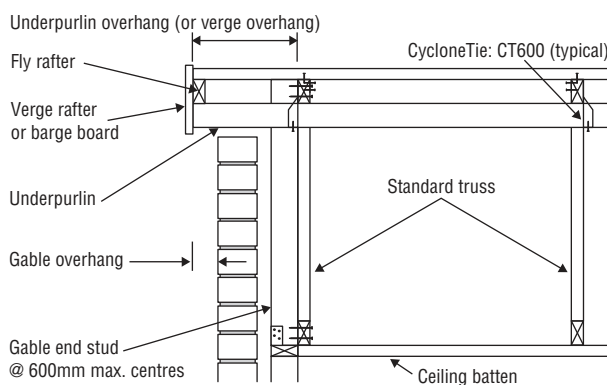 Underpurlin overhang (or verge overhang)
CycloneTie: CT600 (typical)
Fly rafter
Verge rafter
or barge board
Underpurlin
Standard truss
Gable overhang
Gable end stud
@ 600mm max. centres
Ceiling batten